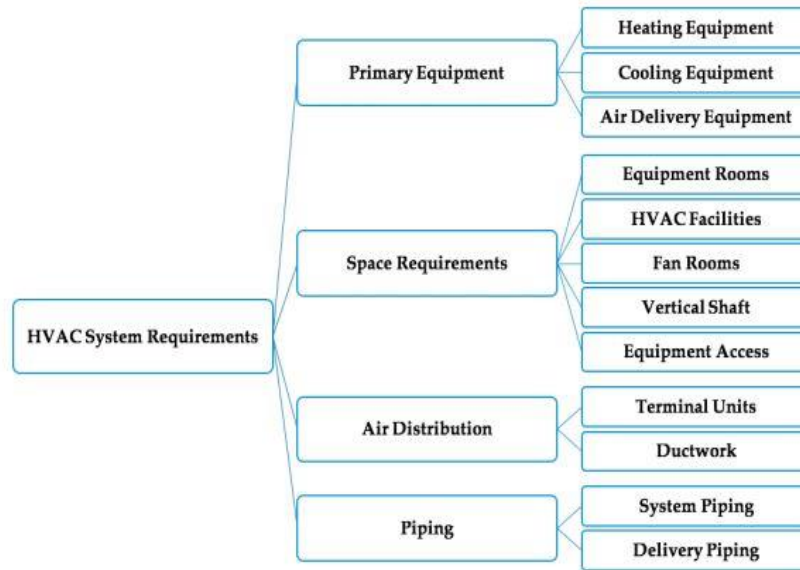 HVAC System Requirements
Primary Equipment
Heating Equipment
Cooling Equipment
Air Delivery Equipment
Space Requirements
Equipment Rooms
HVAC Facilities
Fan Rooms
Vertical Shaft
Equipment Access
Air Distribution
Terminal Units
Ductwork
Piping
System Piping
Delivery Piping